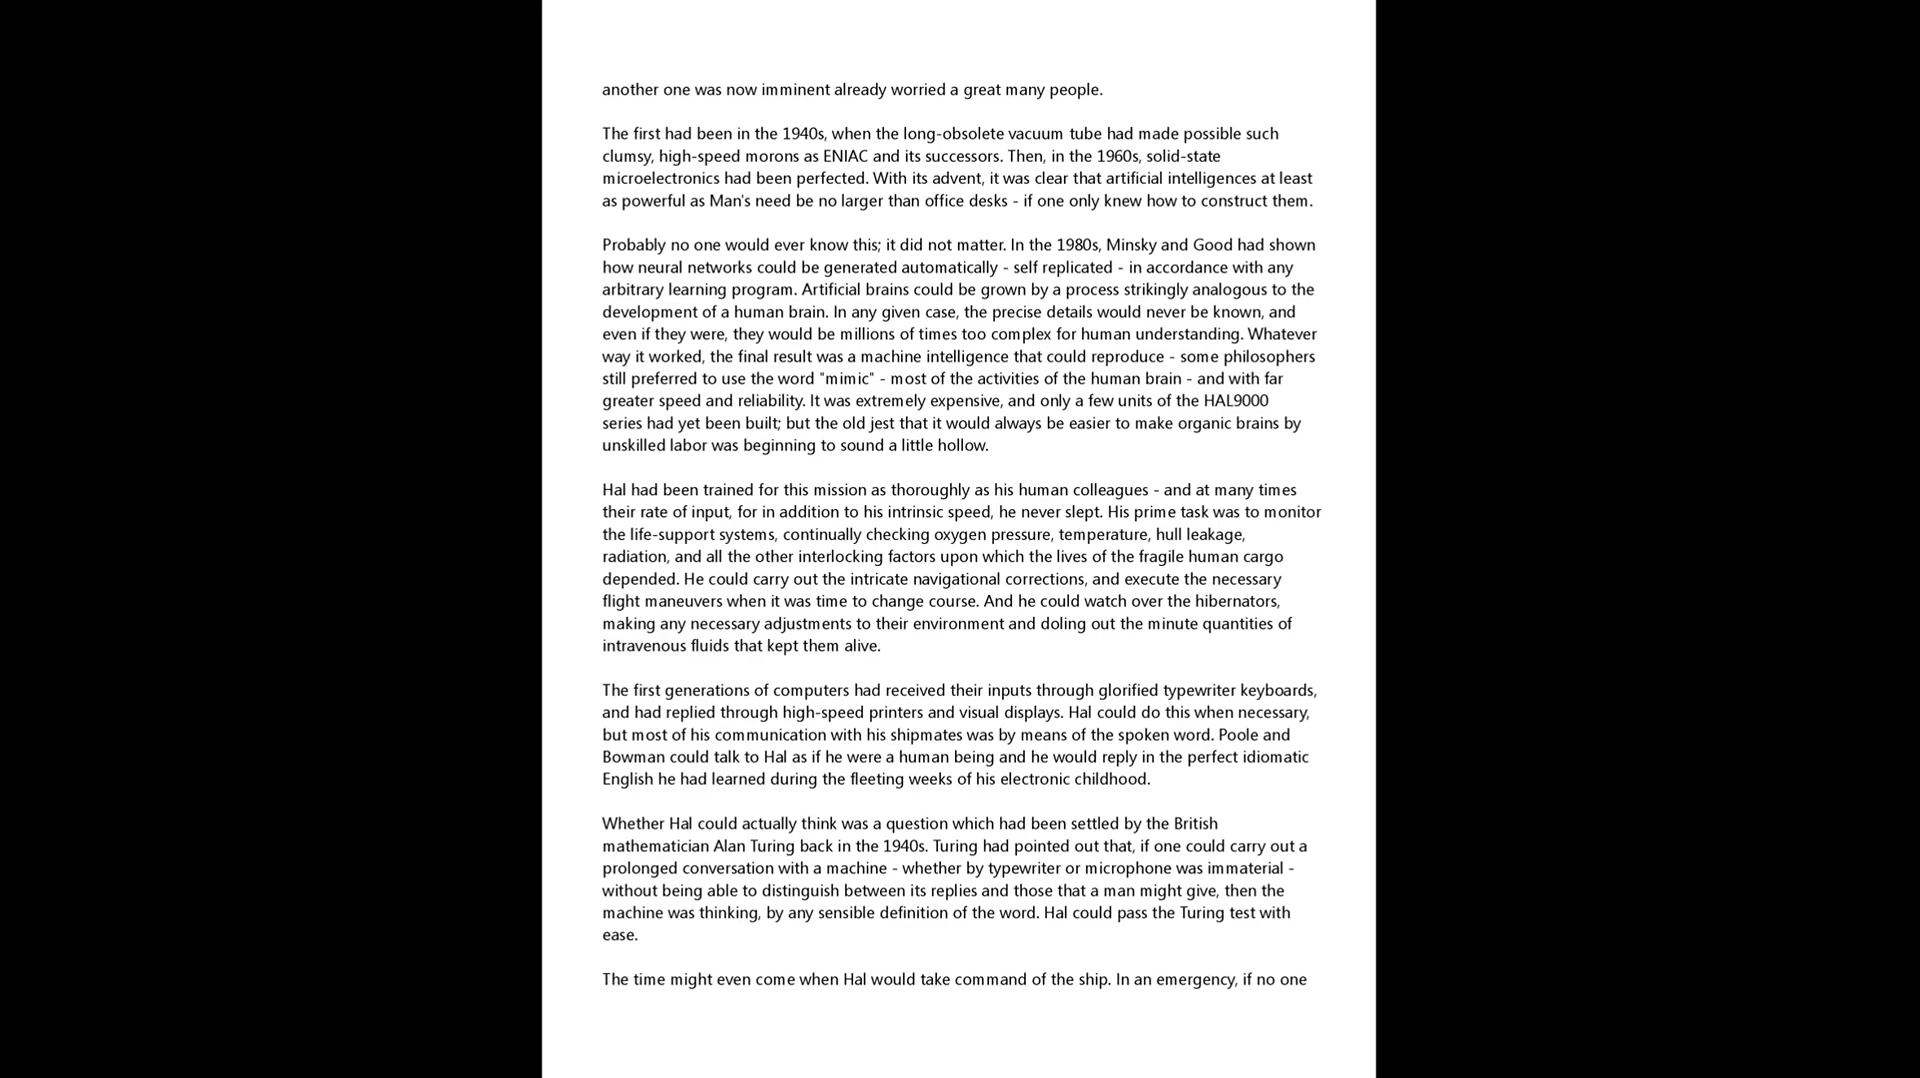 another one was now imminent already worried a great many people.
The first had been in the 1940s, when the long-obsolete vacuum tube had made possible such
clumsy, high-speed morons as ENIAC and its successors. Then, in the 1960s, solid-state
microelectronics had been perfected. With its advent, it was clear that artificial intelligences at least
as powerful as Man's need be no larger than office desks - if one only knew how to construct them.
Probably no one would ever know this; it did not matter. In the 1980s, Minsky and Good had shown
how neural networks could be generated automatically - self replicated - in accordance with any
arbitrary learning program. Artificial brains could be grown by a process strikingly analogous to the
development of a human brain. In any given case, the precise details would never be known, and
even if they were, they would be millions of times too complex for human understanding. Whatever
way it worked, the final result was a machine intelligence that could reproduce - some philosophers
still preferred to use the word "mimic" - most of the activities of the human brain - and with far
greater speed and reliability. It was extremely expensive, and only a few units of the HAL9000
series had yet been built; but the old jest that it would always be easier to make organic brains by
unskilled labor was beginning to sound a little hollow.
Hal had been trained for this mission as thoroughly as his human colleagues - and at many times
their rate of input, for in addition to his intrinsic speed, he never slept. His prime task was to monitor
the life-support systems, continually checking oxygen pressure, temperature, hull leakage,
radiation, and all the other interlocking factors upon which the lives of the fragile human cargo
depended. He could carry out the intricate navigational corrections, and execute the necessary
flight maneuvers when it was time to change course. And he could watch over the hibernators,
making any necessary adjustments to their environment and doling out the minute quantities of
intravenous fluids that kept them alive.
The first generations of computers had received their inputs through glorified typewriter keyboards,
and had replied through high-speed printers and visual displays. Hal could do this when necessary,
but most of his communication with his shipmates was by means of the spoken word. Poole and
Bowman could talk to Hal as if he were a human being and he would reply in the perfect idiomatic
English he had learned during the fleeting weeks of his electronic childhood.
Whether Hal could actually think was a question which had been settled by the British
mathematician Alan Turing back in the 1940s. Turing had pointed out that, if one could carry out a
prolonged conversation with a machine - whether by typewriter or microphone was immaterial -
without being able to distinguish between its replies and those that a man might give, then the
machine was thinking, by any sensible definition of the word. Hal could pass the Turing test with
ease.
The time might even come when Hal would take command of the ship. In an emergency, if no one